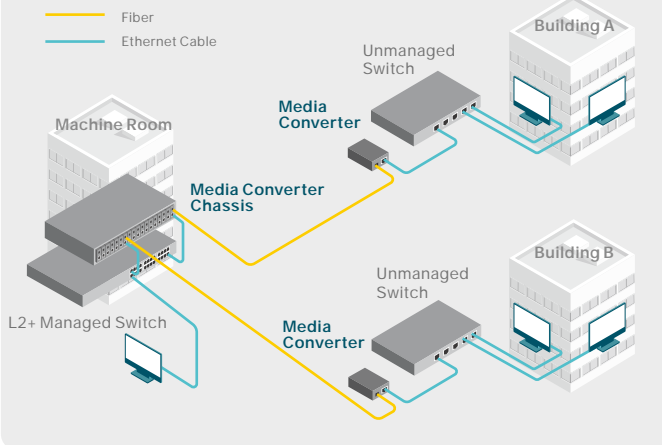 Fiber
Ethernet Cable
Building A
Unmanaged
Switch
Media
Converter
Machine Room
Media Converter
Chassis
Building B
Unmanaged
Switch
L2+ Managed Switch
Media
Converter